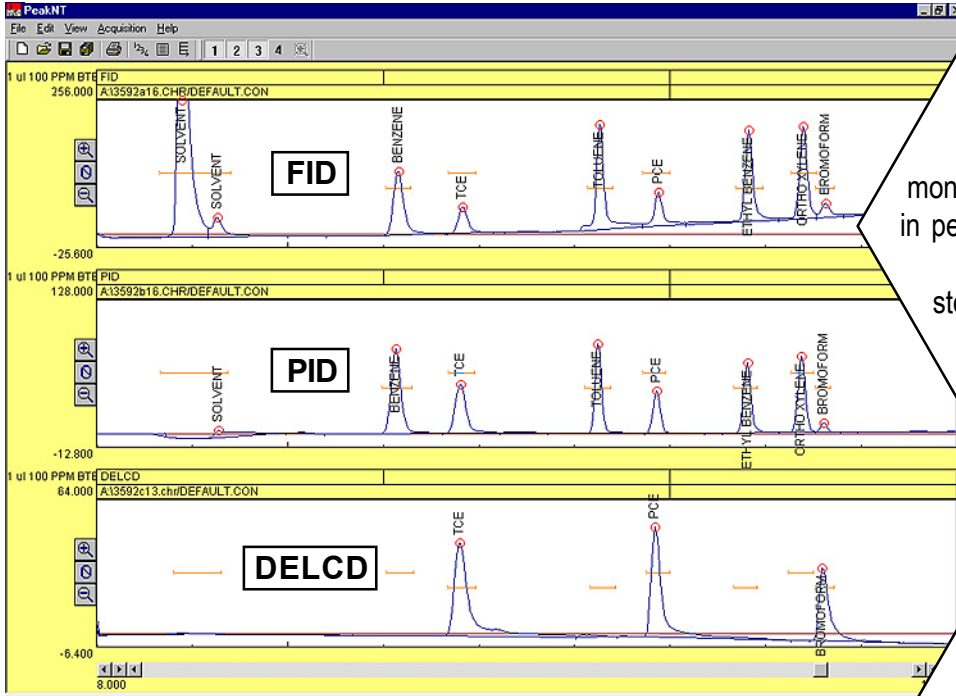 PeakNT
File Edit View Acquisition Help
1 2 3 4
1 ul 100 PPM BTE FID
256.000 A:\3592a16.CHR/DEFAULT.CON
SOLVENT
SOLVENT
FID
BENZENE
TCE
TOLUENE
PCE
ETHYL BENZENE
ORTHO XYLENE
BROMOFORM
-25.600
1 ul 100 PPM BTE PID
128.000 A:\3592b16.CHR/DEFAULT.CON
SOLVENT
PID
BENZENE
TCE
TOLUENE
PCE
ETHYL BENZENE
ORTHO XYLENE
BROMOFORM
-12.800
1 ul 100 PPM BTE DELCD
64.000 A:\3592c13.chr/DEFAULT.CON
DELCD
TCE
PCE
BROMOFORM
-6.400
8.000
mon
in pe